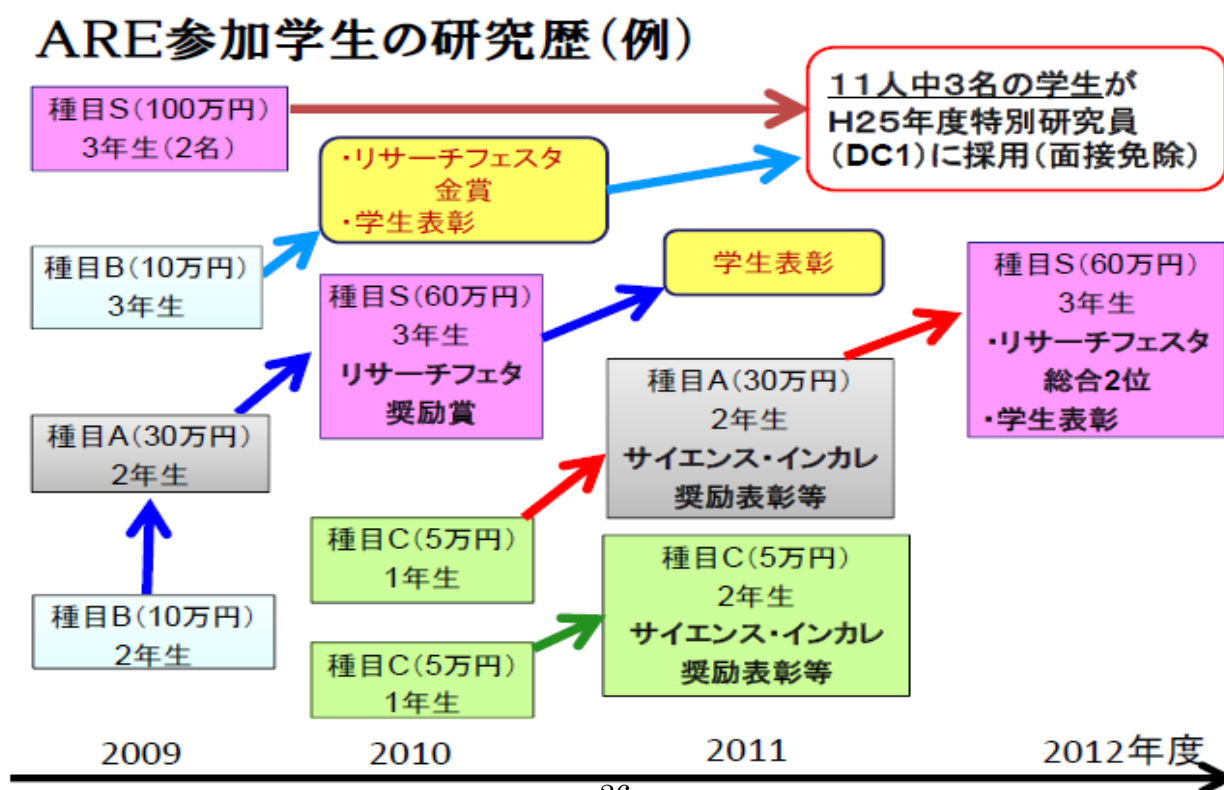 ARE参加学生の研究歴(例)
種目S(100万円)
3年生(2名)
11人中3名の学生が
H25年度特別研究員
(DC1)に採用(面接免除)
・リサーチフェスタ
金賞
・学生表彰
種目B(10万円)
3年生
学生表彰
種目S(60万円)
3年生
・リサーチフェスタ
総合2位
・学生表彰
種目S(60万円)
3年生
リサーチフェタ
奨励賞
種目A(30万円)
2年生
サイエンス・インカレ
奨励表彰等
種目A(30万円)
2年生
種目C(5万円)
1年生
種目C(5万円)
2年生
サイエンス・インカレ
奨励表彰等
種目B(10万円)
2年生
種目C(5万円)
1年生
2009
2010
2011
2012年度